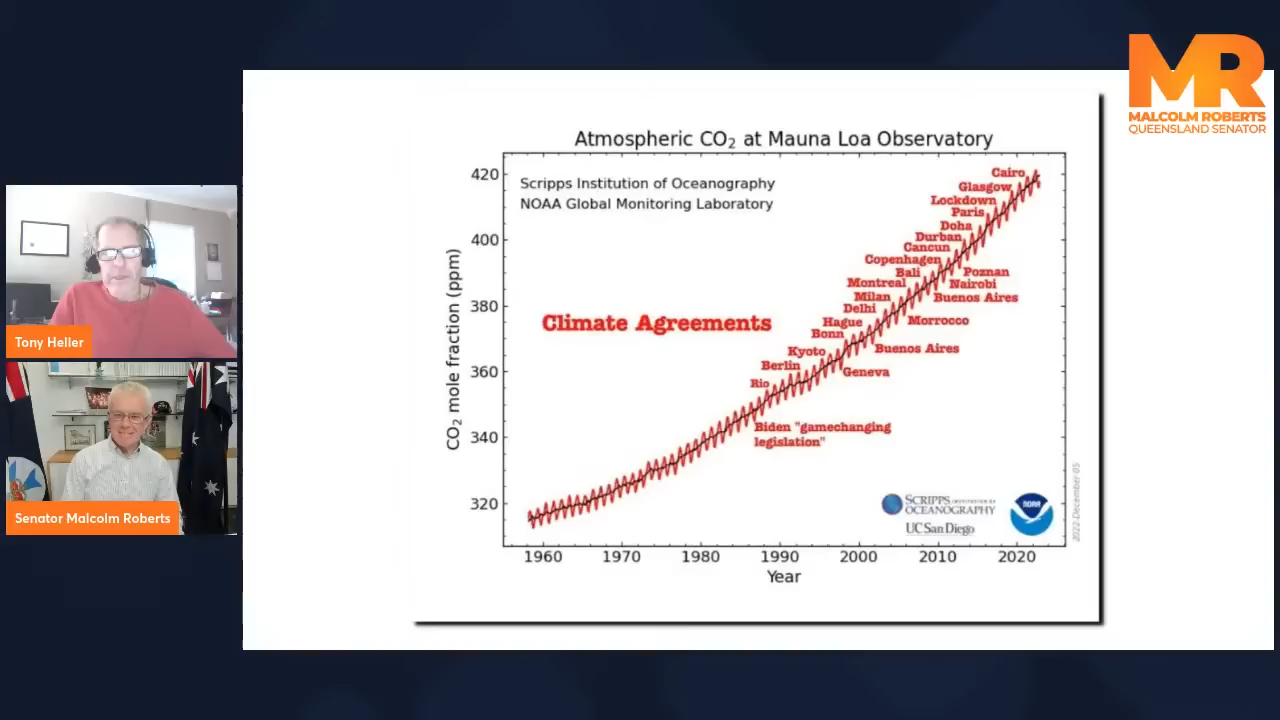 MR
MALCOLM ROBERTS
QUEENSLAND SENATOR
Tony Heller
Senator Malcolm Roberts
Atmospheric CO₂ at Mauna Loa Observatory
Scripps Institution of Oceanography
NOAA Global Monitoring Laboratory
CO₂ mole fraction (ppm)
420
400
380
360
340
320
Climate Agreements
Cairo
Glasgow
Lockdown
Paris
Doha
Durban
Cancun
Copenhagen
Bali
Poznan
Montreal
Nairobi
Milan
Buenos Aires
Delhi
Hague
Morrocco
Bonn
Kyoto
Buenos Aires
Berlin
Geneva
Rio
Biden "gamechanging
legislation"
SCRIPPS INSTITUTION OF
OCEANOGRAPHY
UC San Diego
NOAA
2022-December-05
1960 1970 1980 1990 2000 2010 2020
Year